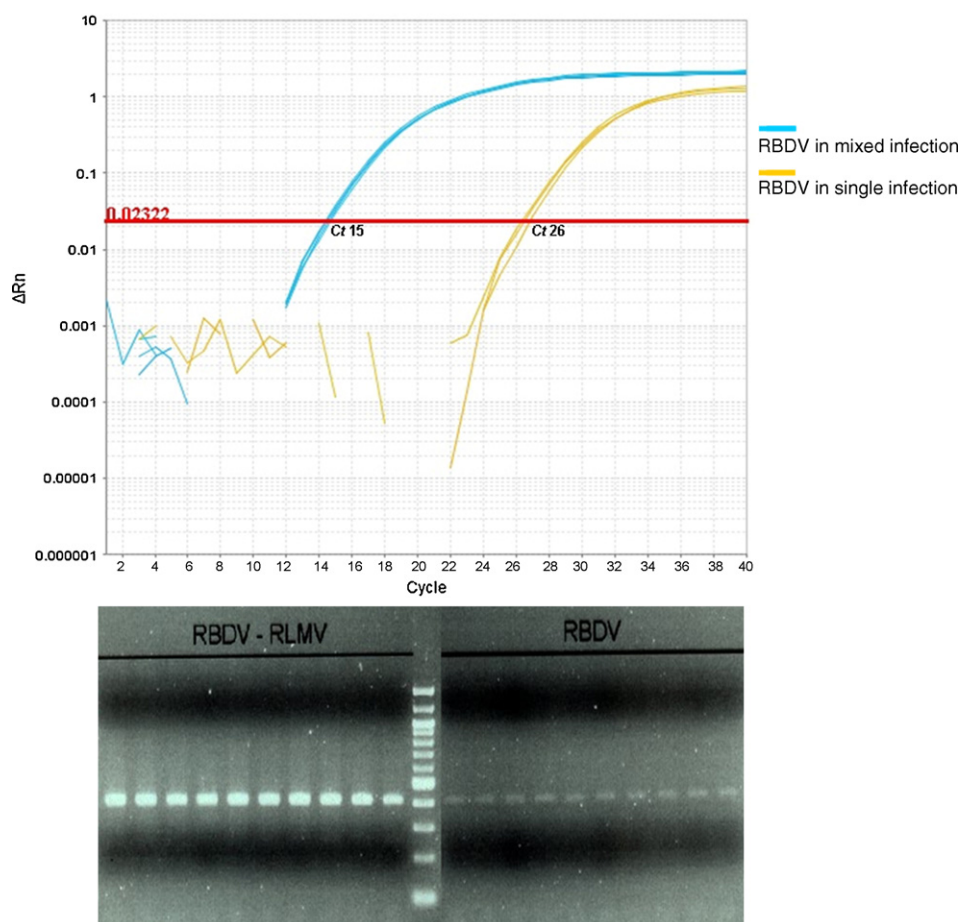 10
1
0.1
0.02322
0.01
0.001
0.0001
0.00001
0.000001
ΔRn
Ct 15
Ct 26
2 4 6 8 10 12 14 16 18 20 22 24 26 28 30 32 34 36 38 40
Cycle
RBDV in mixed infection
RBDV in single infection
RBDV - RLMV
RBDV